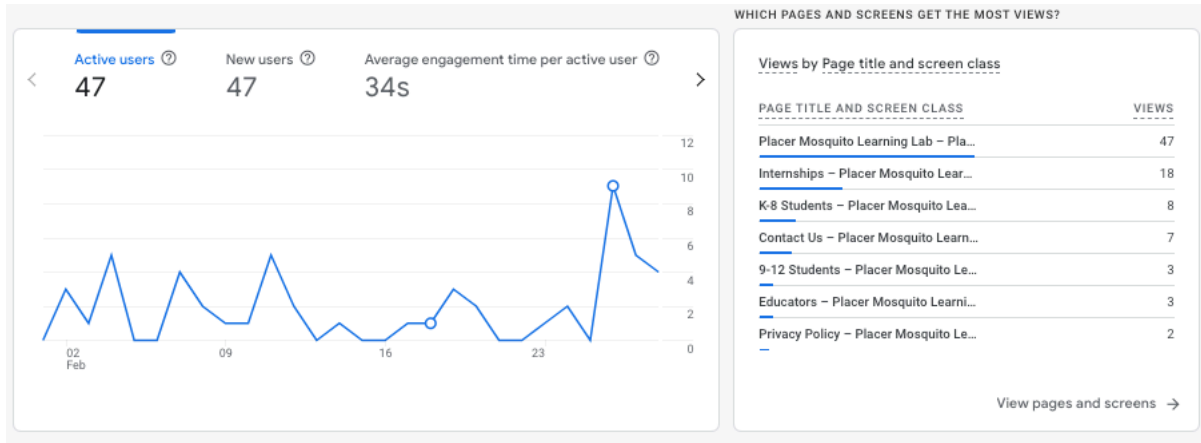 WHICH PAGES AND SCREENS GET THE MOST VIEWS?
Active users
47
New users
47
Average engagement time per active user
34s
12
10
8
6
4
2
0
02
Feb
09
16
23
Views by Page title and screen class
PAGE TITLE AND SCREEN CLASS VIEWS
Placer Mosquito Learning Lab – Pla... 47
Internships – Placer Mosquito Lear... 18
K-8 Students – Placer Mosquito Lea... 8
Contact Us – Placer Mosquito Learn... 7
9-12 Students – Placer Mosquito Le... 3
Educators – Placer Mosquito Learni... 3
Privacy Policy – Placer Mosquito Le... 2
View pages and screens